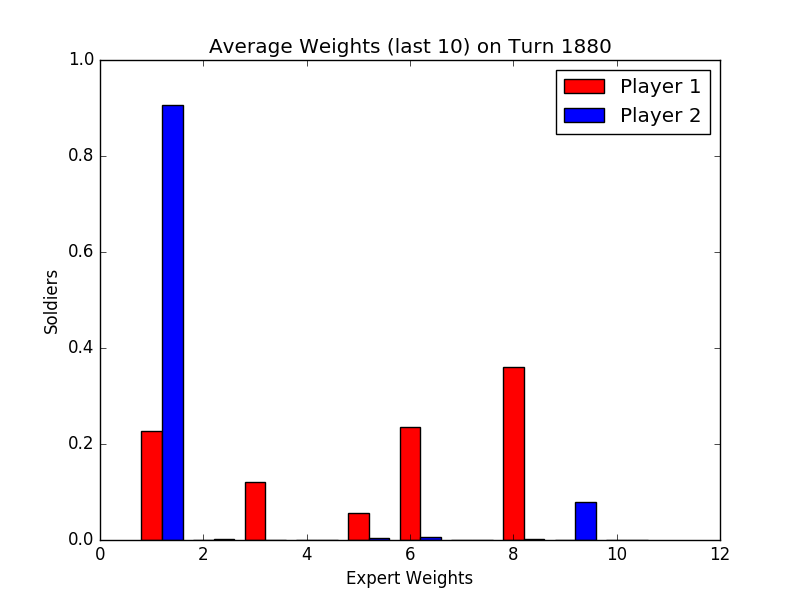 Average Weights (last 10) on Turn 1880
Player 1
Player 2
1.0
0.8
0.6
0.4
0.2
0.0
Soldiers
0 2 4 6 8 10 12
Expert Weights